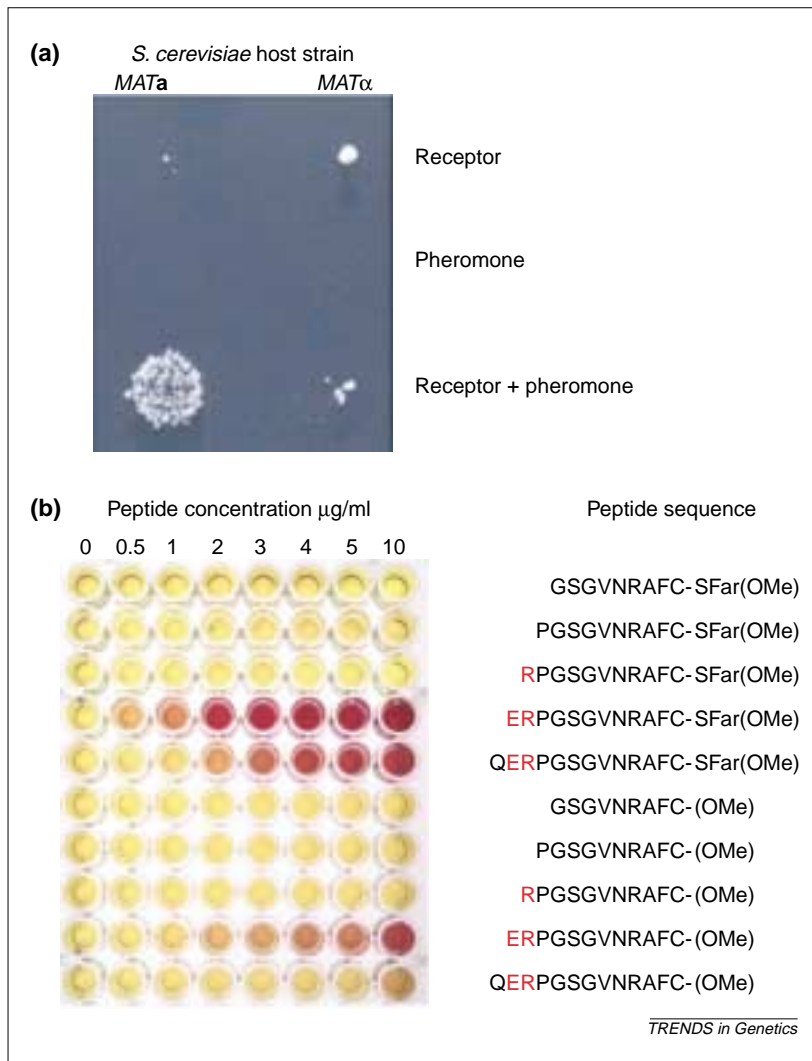 (a)
S. cerevisiae host strain
MATa MATα
Receptor
Pheromone
Receptor + pheromone
(b)
Peptide concentration μg/ml Peptide sequence
0 0.5 1 2 3 4 5 10
GSGVNRAFC-SFar(OMe)
PGSGVNRAFC-SFar(OMe)
RPGSGVNRAFC-SFar(OMe)
ERPGSGVNRAFC-SFar(OMe)
QERPGSGVNRAFC-SFar(OMe)
GSGVNRAFC-(OMe)
PGSGVNRAFC-(OMe)
RPGSGVNRAFC-(OMe)
ERPGSGVNRAFC-(OMe)
QERPGSGVNRAFC-(OMe)
TRENDS in Genetics